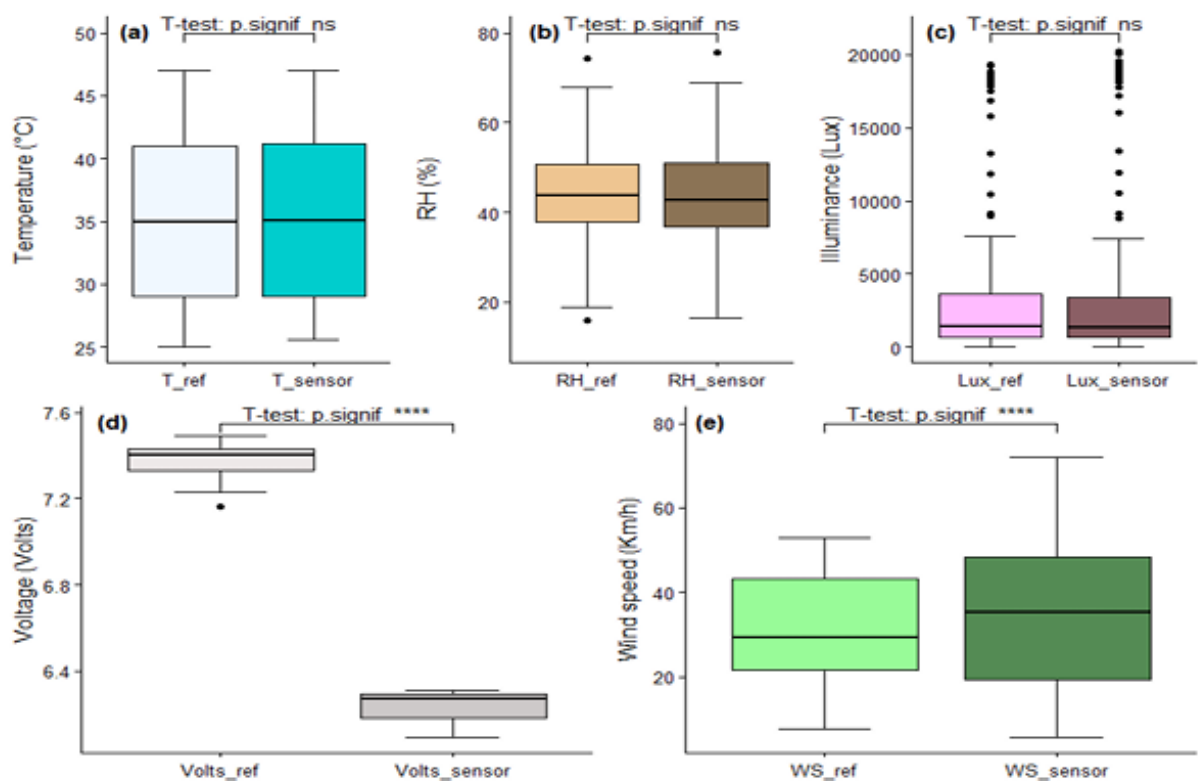 (a) T-test: p.signif ns
50
45
40
35
30
25
Temperature (°C)
T_ref T_sensor
(b) T-test: p.signif ns
80
60
40
20
RH (%)
RH_ref RH_sensor
(c) T-test: p.signif ns
20000
15000
10000
5000
0
Illuminance (Lux)
Lux_ref Lux_sensor
(d) T-test: p.signif ****
7.6
7.2
6.8
6.4
Voltage (Volts)
Volts_ref Volts_sensor
(e) T-test: p.signif ****
80
60
40
20
Wind speed (Km/h)
WS_ref WS_sensor